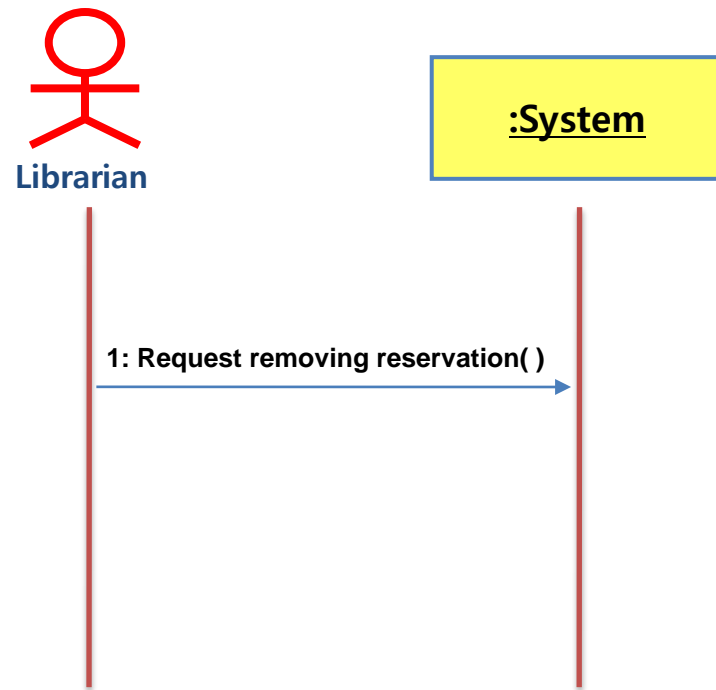 :System
Librarian
1: Request removing reservation( )